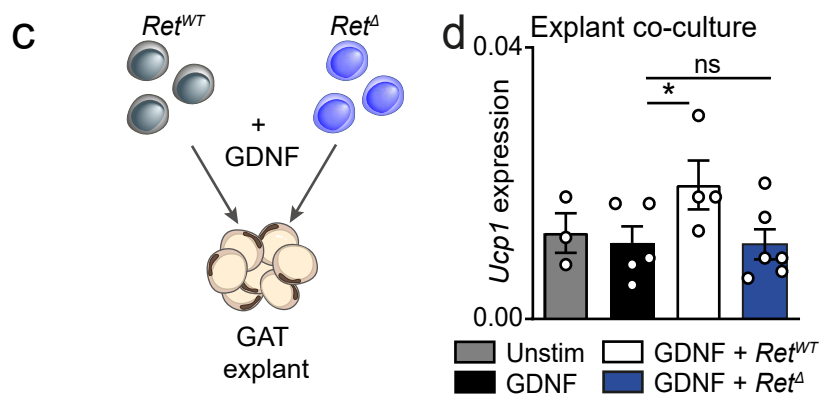 c
Ret^WT Ret^Δ
+
GDNF
GAT
explant
d
Explant co-culture
0.04
ns
*
Ucp1 expression
0.00
Unstim
GDNF + Ret^WT
GDNF
GDNF + Ret^Δ